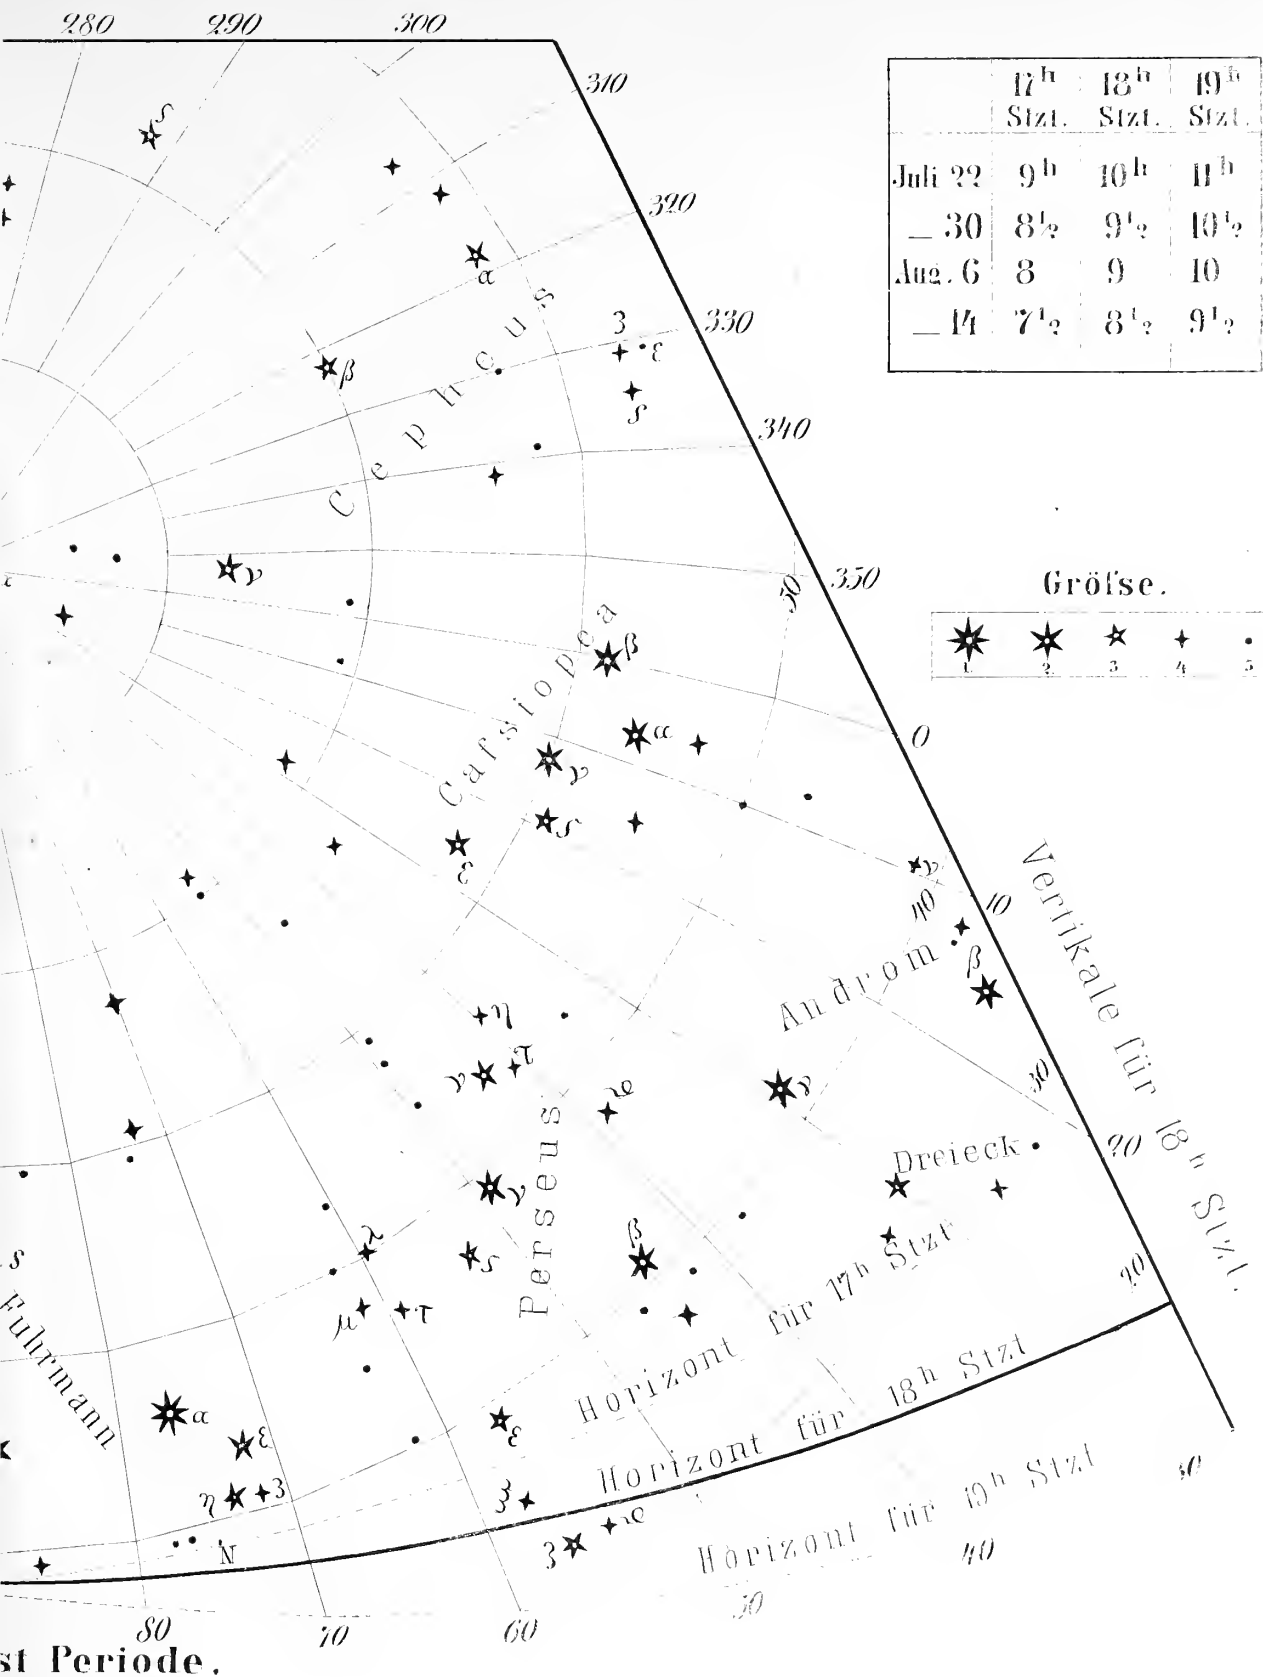 280 290 300
310
320
330
340
350
0
10
20
17h 18h 19h
Stzt. Stzt. Stzt.
Juli 22 9h 10h 11h
— 30 8½ 9½ 10½
Aug. 6 8 9 10
— 14 7½ 8½ 9½
Gröſse.
1 2 3 4 5
δ
α
β
ζ ε
δ
γ
Cepheus
50
Caſsiopea
β
α
γ
δ
ε
ν
40
Androm
β
γ
Vertikale für 18h Stzt.
30
η
τ
α
ϰ
Perseus
γ
δ
β
λ
μ τ
Dreieck
20
s
Fuhrmann
α
ε
η ζ
N
ε
ξ
ζ
Horizont für 17h Stzt
Horizont für 18h Stzt
Horizont für 19h Stzt
80 70 60 50 40
st Periode.